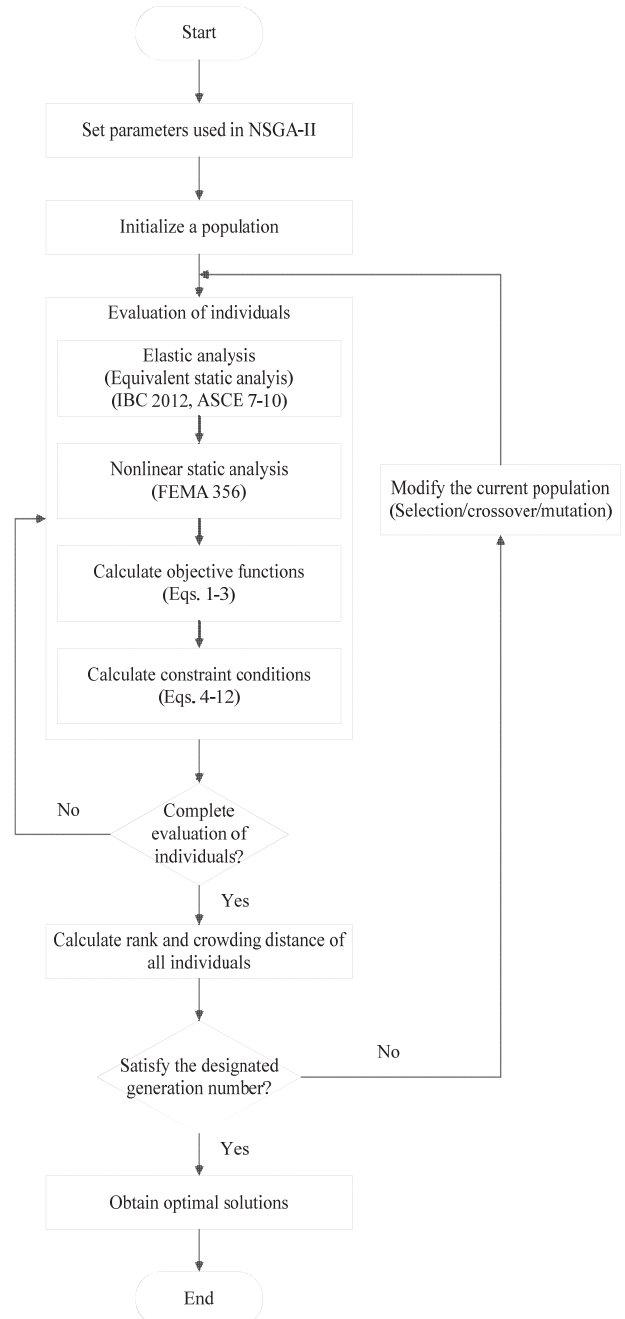 Start
Set parameters used in NSGA-II
Initialize a population
Evaluation of individuals
Elastic analysis
(Equivalent static analyis)
(IBC 2012, ASCE 7-10)
Nonlinear static analysis
(FEMA 356)
Modify the current population
(Selection/crossover/mutation)
Calculate objective functions
(Eqs. 1-3)
Calculate constraint conditions
(Eqs. 4-12)
No
Complete
evaluation of
individuals?
Yes
Calculate rank and crowding distance of
all individuals
Satisfy the designated
generation number?
No
Yes
Obtain optimal solutions
End